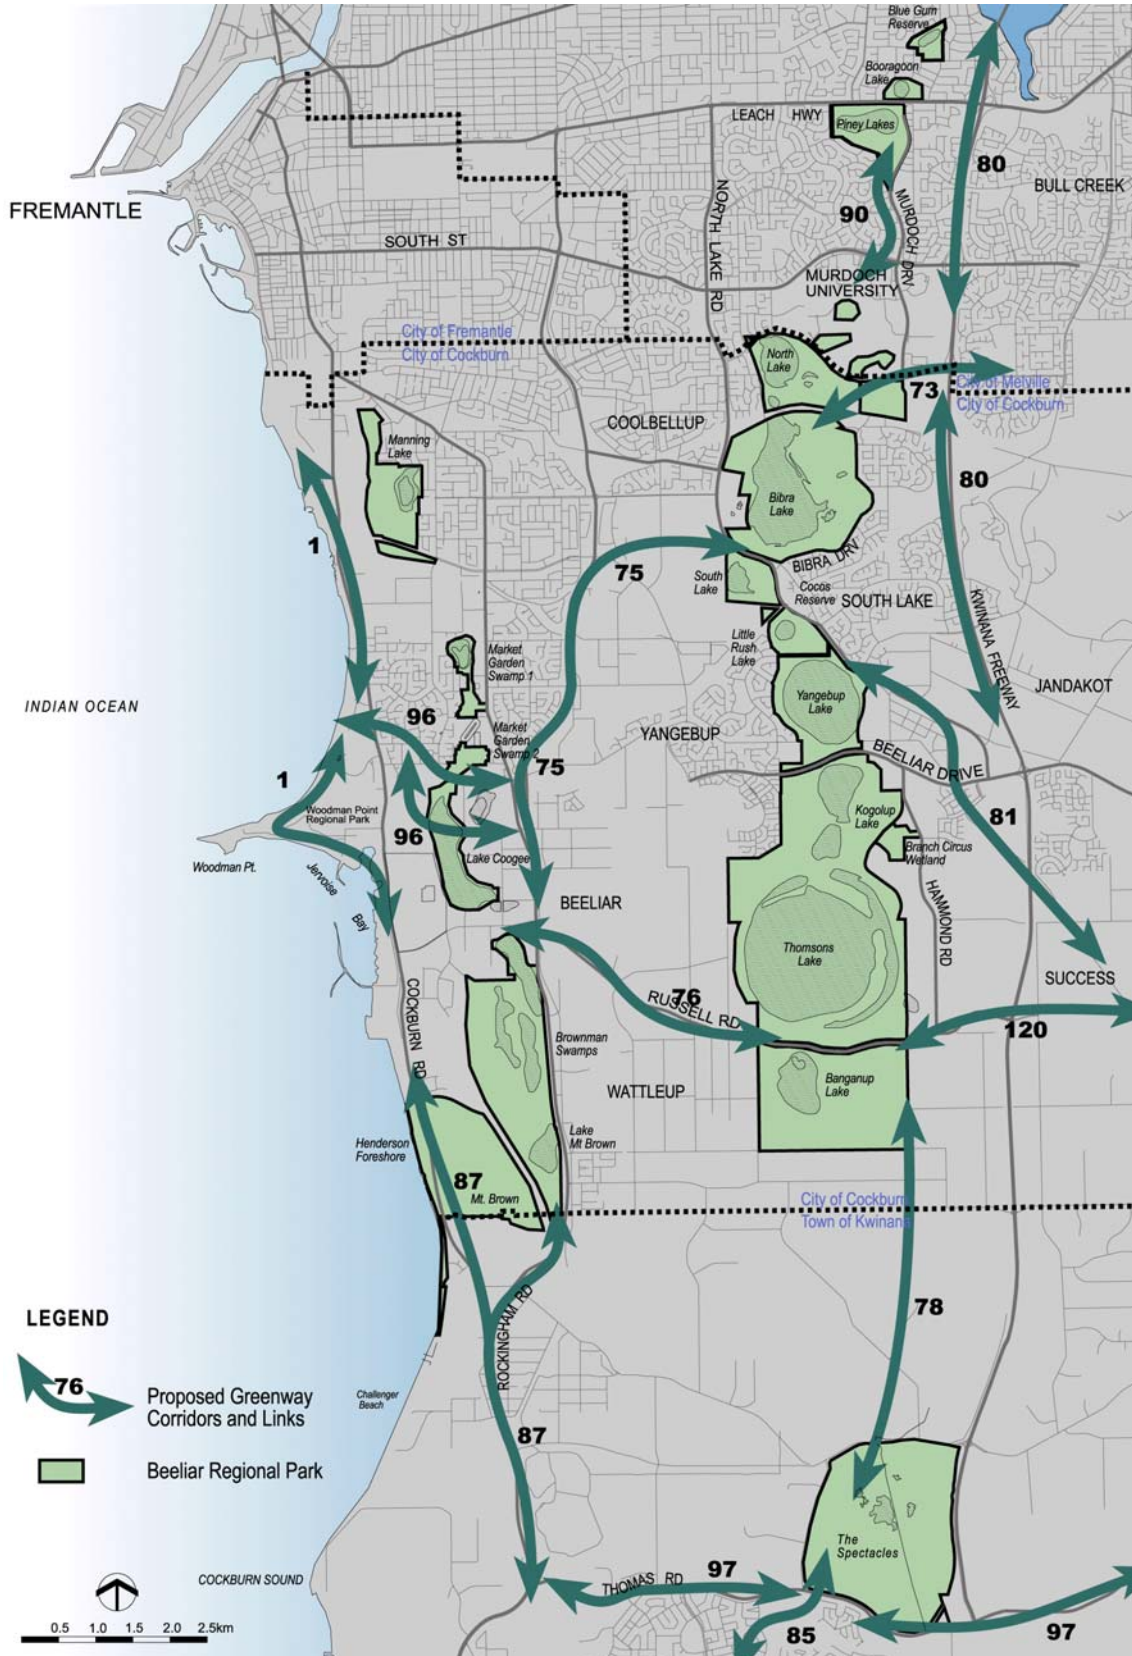 Blue Gum
Reserve
Booragoon
Lake
LEACH HWY
Piney Lakes
80
BULL CREEK
FREMANTLE
NORTH LAKE RD
90
MURDOCH DRV
SOUTH ST
MURDOCH
UNIVERSITY
City of Fremantle
City of Cockburn
North
Lake
73
City of Melville
City of Cockburn
COOLBELLUP
Manning
Lake
80
Bibra
Lake
1
75
BIBRA DRV
South
Lake
Cocos
Reserve
SOUTH LAKE
KWINANA FREEWAY
Little
Rush
Lake
Market
Garden
Swamp 1
JANDAKOT
Yangebup
Lake
INDIAN OCEAN
96
Market
Garden
Swamp 2
YANGEBUP
BEELIAR DRIVE
75
1
Woodman Point
Regional Park
Kogolup
Lake
81
96
Lake Coogee
Branch Circus
Wetland
Woodman Pt.
Jervoise
Bay
HAMMOND RD
BEELIAR
Thomsons
Lake
SUCCESS
COCKBURN RD
76
RUSSELL RD
120
Brownman
Swamps
Banganup
Lake
WATTLEUP
Henderson
Foreshore
Lake
Mt Brown
87
Mt. Brown
City of Cockburn
Town of Kwinana
78
ROCKINGHAM RD
LEGEND
76
Proposed Greenway
Corridors and Links
Challenger
Beach
87
Beeliar Regional Park
The
Spectacles
COCKBURN SOUND
THOMAS RD
97
0.5 1.0 1.5 2.0 2.5km
85
97